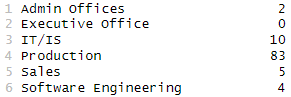 1 Admin Offices 2
2 Executive Office 0
3 IT/IS 10
4 Production 83
5 Sales 5
6 Software Engineering 4